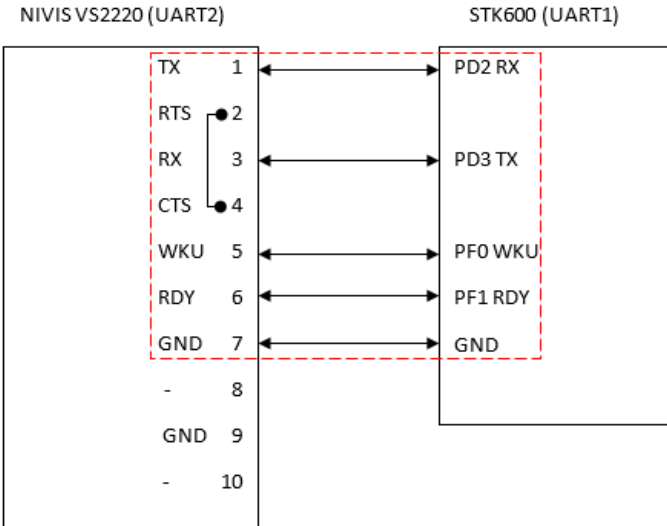 NIVIS VS2220 (UART2) STK600 (UART1)
TX 1 PD2 RX
RTS 2
RX 3 PD3 TX
CTS 4
WKU 5 PF0 WKU
RDY 6 PF1 RDY
GND 7 GND
- 8
GND 9
- 10